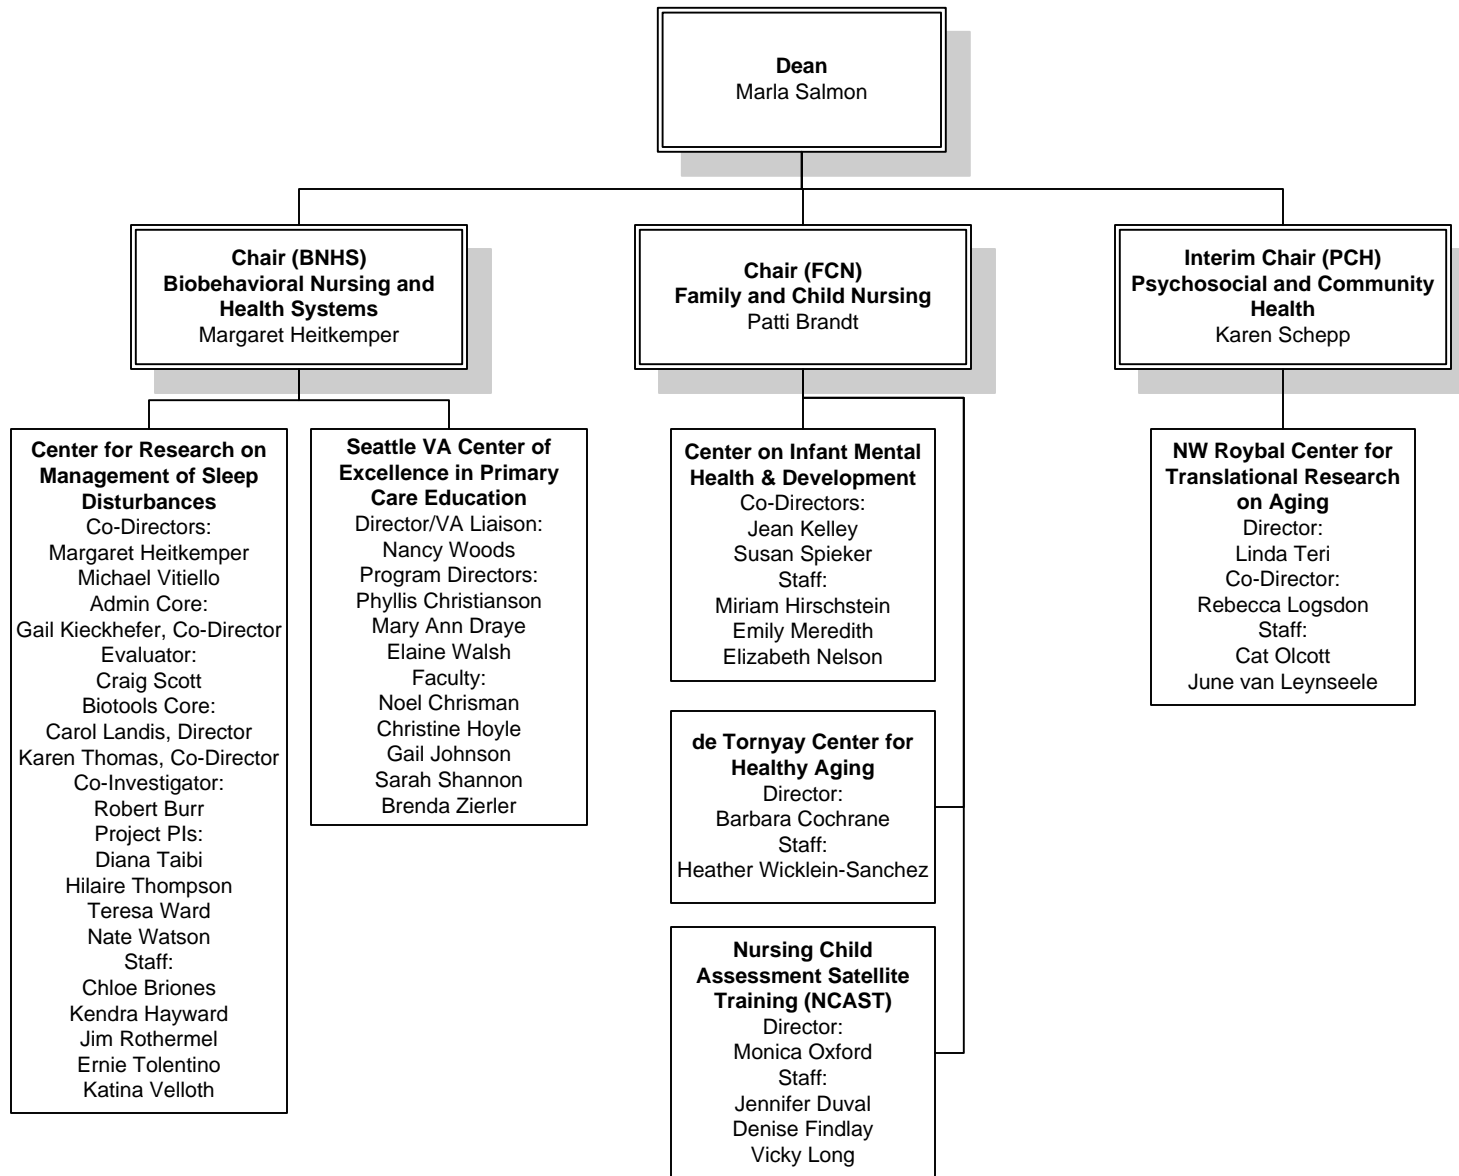 Dean
Marla Salmon
Chair (BNHS)
Biobehavioral Nursing and
Health Systems
Margaret Heitkemper
Chair (FCN)
Family and Child Nursing
Patti Brandt
Interim Chair (PCH)
Psychosocial and Community
Health
Karen Schepp
Center for Research on
Management of Sleep
Disturbances
Co-Directors:
Margaret Heitkemper
Michael Vitiello
Admin Core:
Gail Kieckhefer, Co-Director
Evaluator:
Craig Scott
Biotools Core:
Carol Landis, Director
Karen Thomas, Co-Director
Co-Investigator:
Robert Burr
Project PIs:
Diana Taibi
Hilaire Thompson
Teresa Ward
Nate Watson
Staff:
Chloe Briones
Kendra Hayward
Jim Rothermel
Ernie Tolentino
Katina Velloth
Seattle VA Center of
Excellence in Primary
Care Education
Director/VA Liaison:
Nancy Woods
Program Directors:
Phyllis Christianson
Mary Ann Draye
Elaine Walsh
Faculty:
Noel Chrisman
Christine Hoyle
Gail Johnson
Sarah Shannon
Brenda Zierler
Center on Infant Mental
Health & Development
Co-Directors:
Jean Kelley
Susan Spieker
Staff:
Miriam Hirschstein
Emily Meredith
Elizabeth Nelson
de Tornyay Center for
Healthy Aging
Director:
Barbara Cochrane
Staff:
Heather Wicklein-Sanchez
Nursing Child
Assessment Satellite
Training (NCAST)
Director:
Monica Oxford
Staff:
Jennifer Duval
Denise Findlay
Vicky Long
NW Roybal Center for
Translational Research
on Aging
Director:
Linda Teri
Co-Director:
Rebecca Logsdon
Staff:
Cat Olcott
June van Leynseele